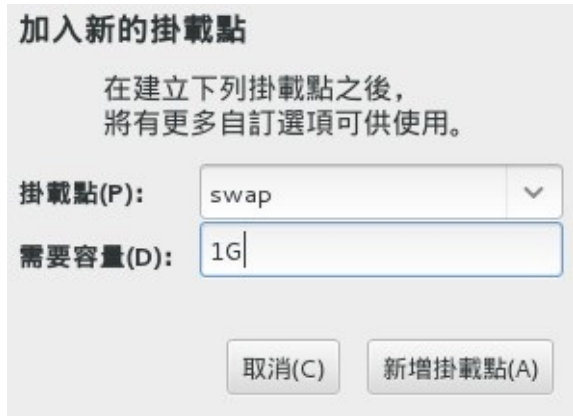 加入新的掛載點
在建立下列掛載點之後，
將有更多自訂選項可供使用。
掛載點(P): swap
需要容量(D): 1G
取消(C) 新增掛載點(A)